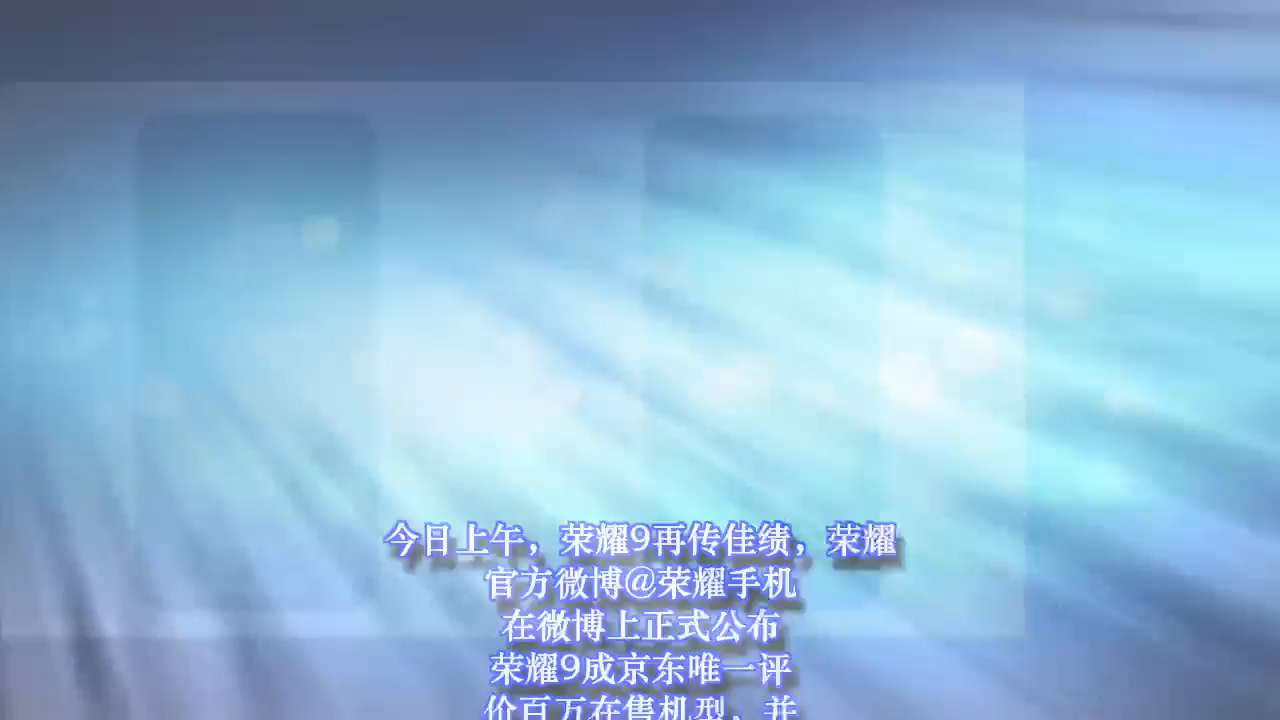 今日上午，荣耀9再传佳绩，荣耀
官方微博@荣耀手机
在微博上正式公布
荣耀9成京东唯一评
价百万在售机型，并